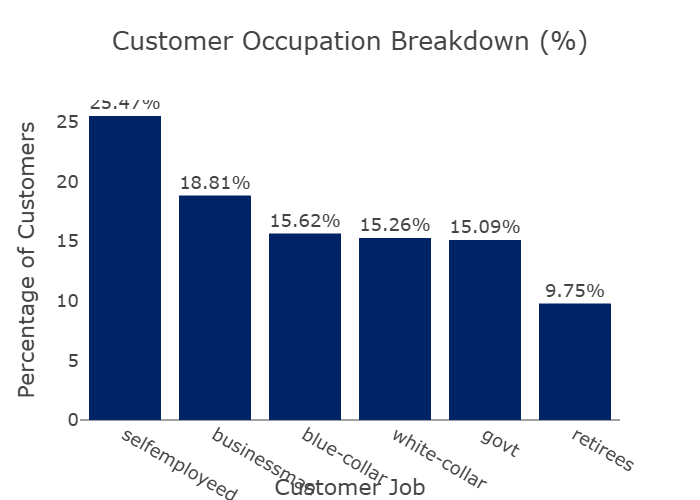 Customer Occupation Breakdown (%)
Percentage of Customers
25
20
15
10
5
0
25.47%
18.81%
15.62%
15.26%
15.09%
9.75%
selfemployeed
businessmas
blue-collar
white-collar
govt
retirees
Customer Job